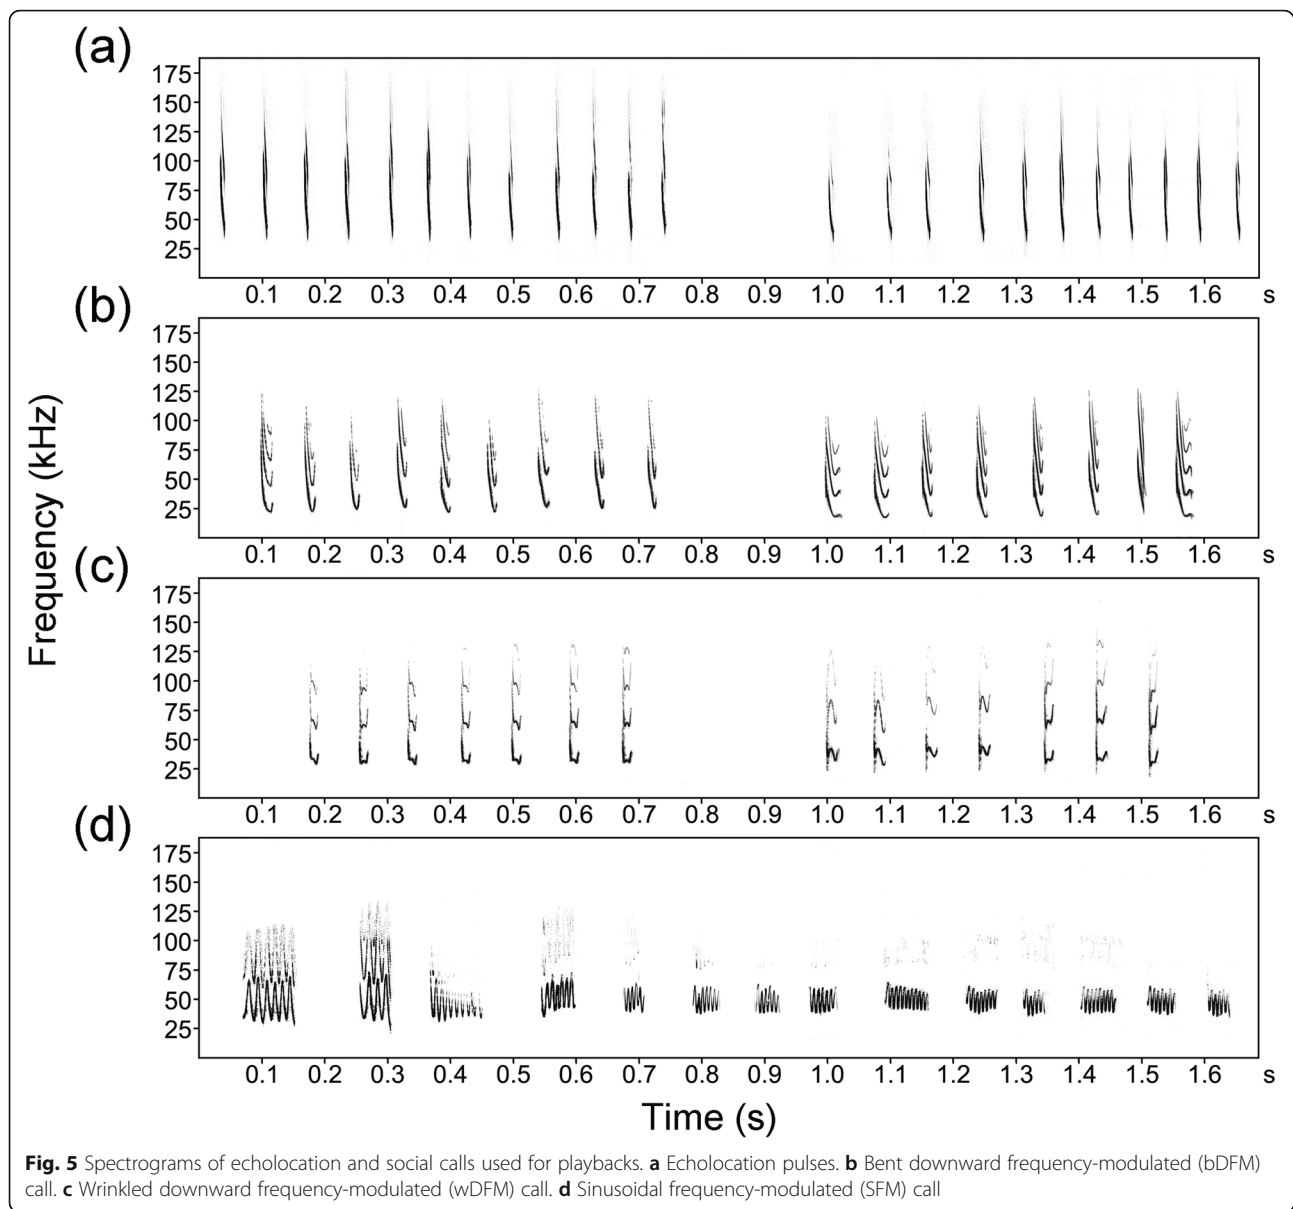 (a)
175
150
125
100
75
50
25
0.1 0.2 0.3 0.4 0.5 0.6 0.7 0.8 0.9 1.0 1.1 1.2 1.3 1.4 1.5 1.6 s
(b)
175
150
125
100
75
50
25
0.1 0.2 0.3 0.4 0.5 0.6 0.7 0.8 0.9 1.0 1.1 1.2 1.3 1.4 1.5 1.6 s
(c)
175
150
125
100
75
50
25
0.1 0.2 0.3 0.4 0.5 0.6 0.7 0.8 0.9 1.0 1.1 1.2 1.3 1.4 1.5 1.6 s
(d)
175
150
125
100
75
50
25
0.1 0.2 0.3 0.4 0.5 0.6 0.7 0.8 0.9 1.0 1.1 1.2 1.3 1.4 1.5 1.6 s
Frequency (kHz)
Time (s)
Fig. 5 Spectrograms of echolocation and social calls used for playbacks. a Echolocation pulses. b Bent downward frequency-modulated (bDFM)
call. c Wrinkled downward frequency-modulated (wDFM) call. d Sinusoidal frequency-modulated (SFM) call